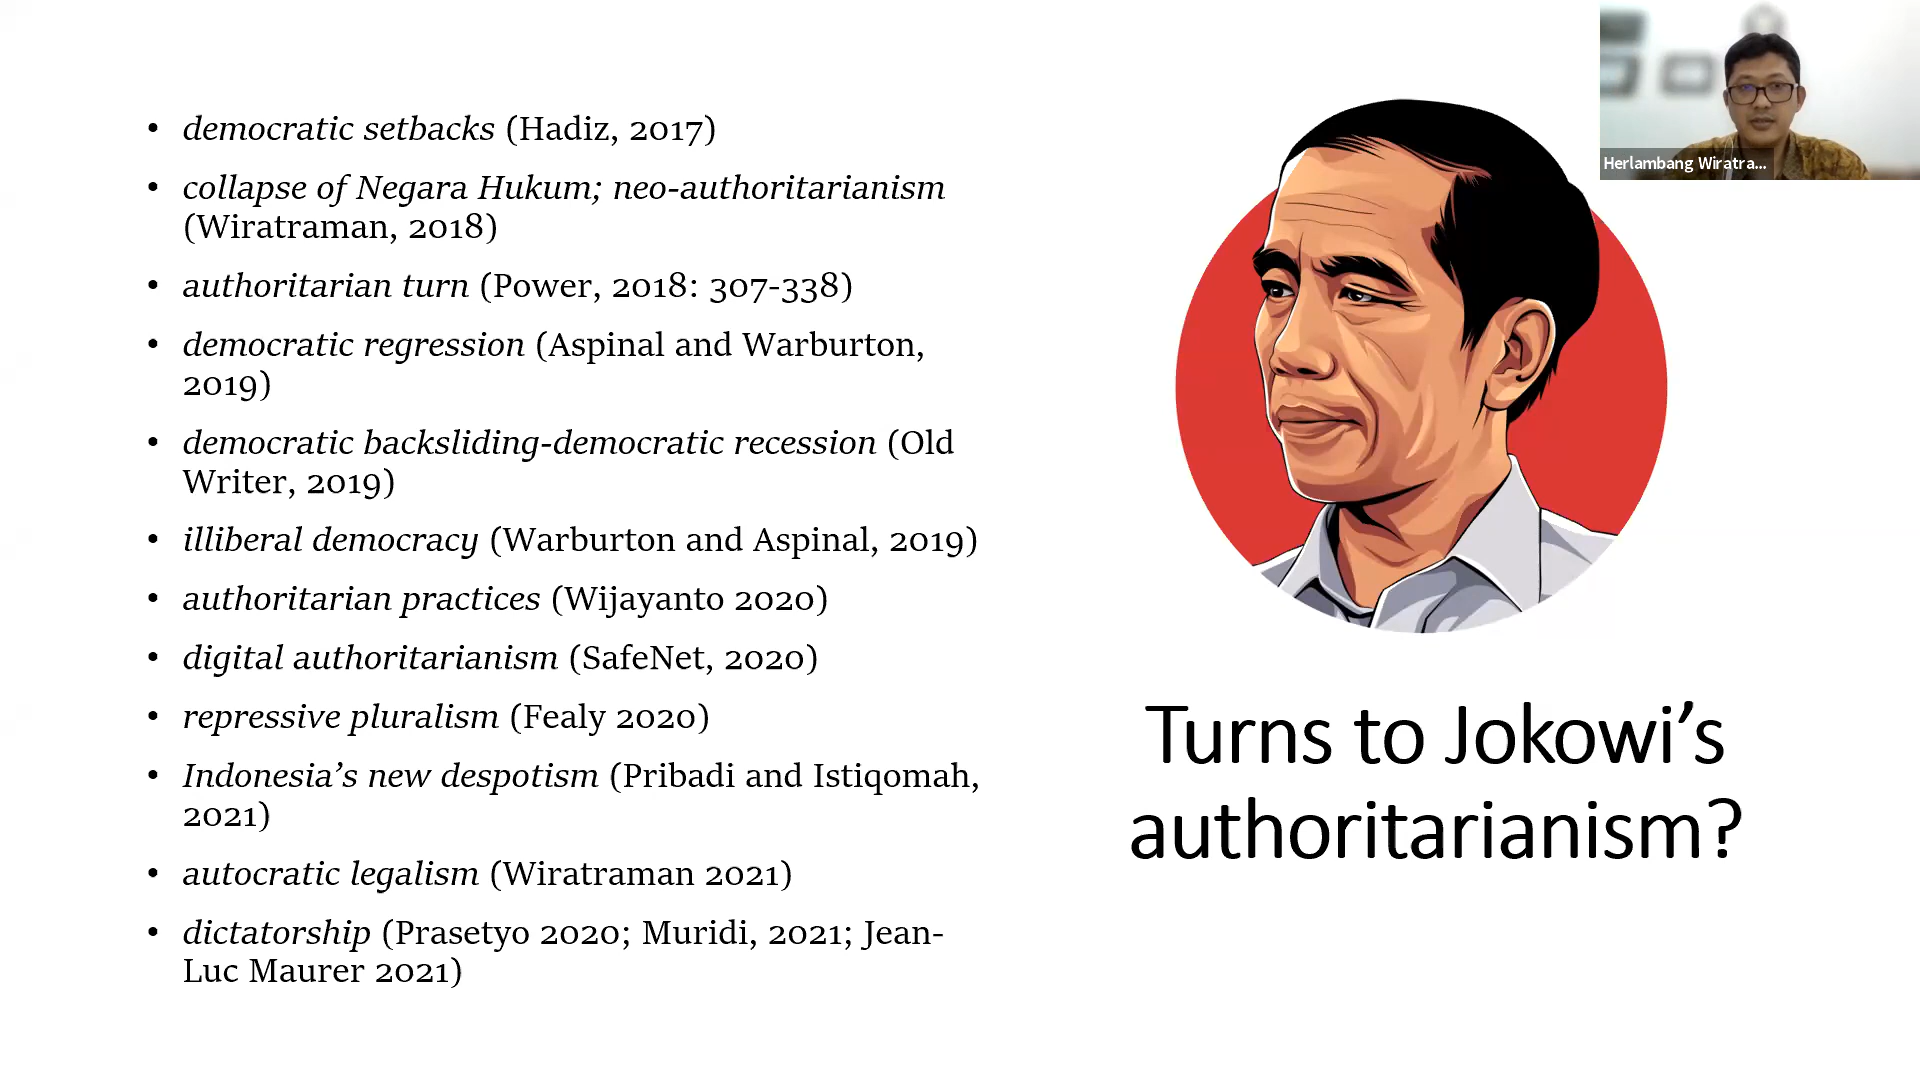 • democratic setbacks (Hadiz, 2017)
• collapse of Negara Hukum; neo-authoritarianism
(Wiratraman, 2018)
• authoritarian turn (Power, 2018: 307-338)
• democratic regression (Aspinal and Warburton,
2019)
• democratic backsliding-democratic recession (Old
Writer, 2019)
• illiberal democracy (Warburton and Aspinal, 2019)
• authoritarian practices (Wijayanto 2020)
• digital authoritarianism (SafeNet, 2020)
• repressive pluralism (Fealy 2020)
• Indonesia’s new despotism (Pribadi and Istiqomah,
2021)
• autocratic legalism (Wiratraman 2021)
• dictatorship (Prasetyo 2020; Muridi, 2021; Jean-
Luc Maurer 2021)
Herlambang Wiratra...
Turns to Jokowi’s
authoritarianism?